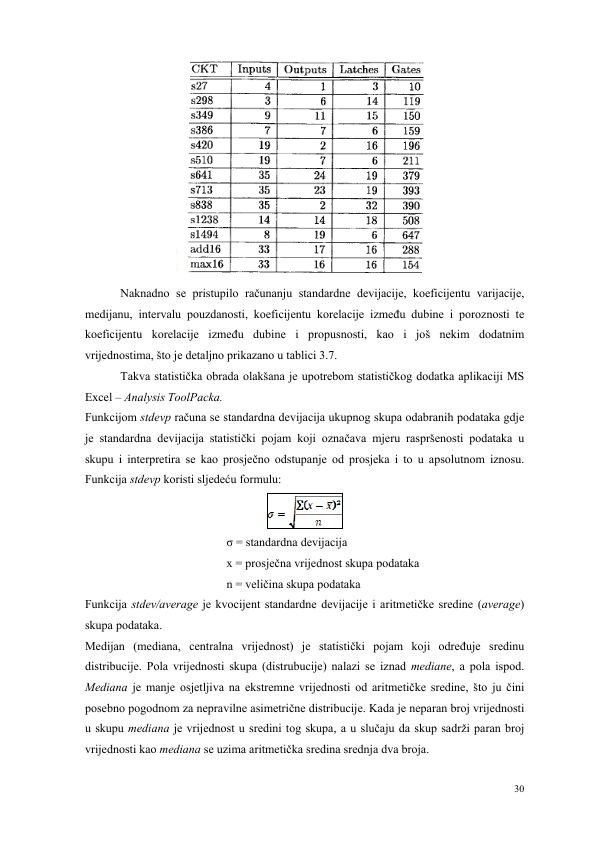 CKT Inputs Outputs Latches Gates
s27 4 1 3 10
s298 3 6 14 119
s349 9 11 15 150
s386 7 7 6 159
s420 19 2 16 196
s510 19 7 6 211
s641 35 24 19 379
s713 35 23 19 393
s838 35 2 32 390
s1238 14 14 18 508
s1494 8 19 6 647
add16 33 17 16 288
max16 33 16 16 154
Naknadno se pristupilo računanju standardne devijacije, koeficijentu varijacije,
medijanu, intervalu pouzdanosti, koeficijentu korelacije između dubine i poroznosti te
koeficijentu korelacije između dubine i propusnosti, kao i još nekim dodatnim
vrijednostima, što je detaljno prikazano u tablici 3.7.
Takva statistička obrada olakšana je upotrebom statističkog dodatka aplikaciji MS
Excel – Analysis ToolPacka.
Funkcijom stdevp računa se standardna devijacija ukupnog skupa odabranih podataka gdje
je standardna devijacija statistički pojam koji označava mjeru raspršenosti podataka u
skupu i interpretira se kao prosječno odstupanje od prosjeka i to u apsolutnom iznosu.
Funkcija stdevp koristi sljedeću formulu:
σ = √(Σ(x − x̄)²/n)
σ = standardna devijacija
x = prosječna vrijednost skupa podataka
n = veličina skupa podataka
Funkcija stdev/average je kvocijent standardne devijacije i aritmetičke sredine (average)
skupa podataka.
Medijan (mediana, centralna vrijednost) je statistički pojam koji određuje sredinu
distribucije. Pola vrijednosti skupa (distrubucije) nalazi se iznad mediane, a pola ispod.
Mediana je manje osjetljiva na ekstremne vrijednosti od aritmetičke sredine, što ju čini
posebno pogodnom za nepravilne asimetrične distribucije. Kada je neparan broj vrijednosti
u skupu mediana je vrijednost u sredini tog skupa, a u slučaju da skup sadrži paran broj
vrijednosti kao mediana se uzima aritmetička sredina srednja dva broja.
30